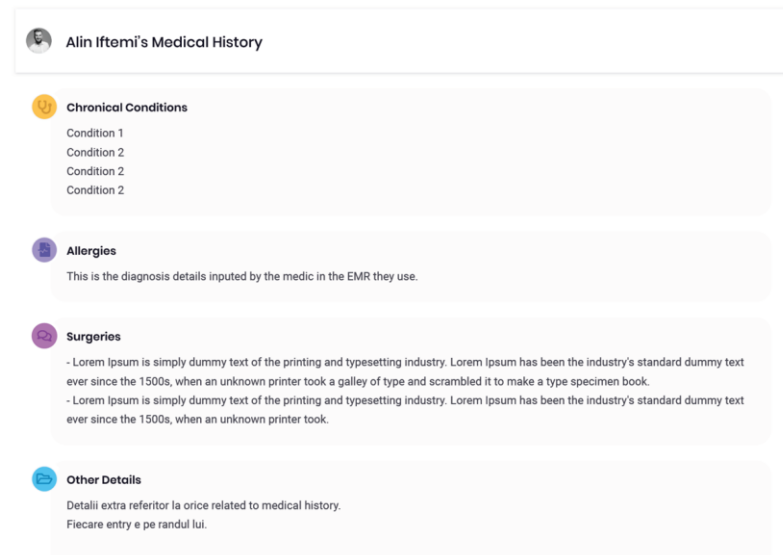 Alin Iftemi's Medical History
Chronical Conditions
Condition 1
Condition 2
Condition 2
Condition 2
Allergies
This is the diagnosis details inputed by the medic in the EMR they use.
Surgeries
- Lorem Ipsum is simply dummy text of the printing and typesetting industry. Lorem Ipsum has been the industry's standard dummy text
ever since the 1500s, when an unknown printer took a galley of type and scrambled it to make a type specimen book.
- Lorem Ipsum is simply dummy text of the printing and typesetting industry. Lorem Ipsum has been the industry's standard dummy text
ever since the 1500s, when an unknown printer took.
Other Details
Detalii extra referitor la orice related to medical history.
Fiecare entry e pe randul lui.